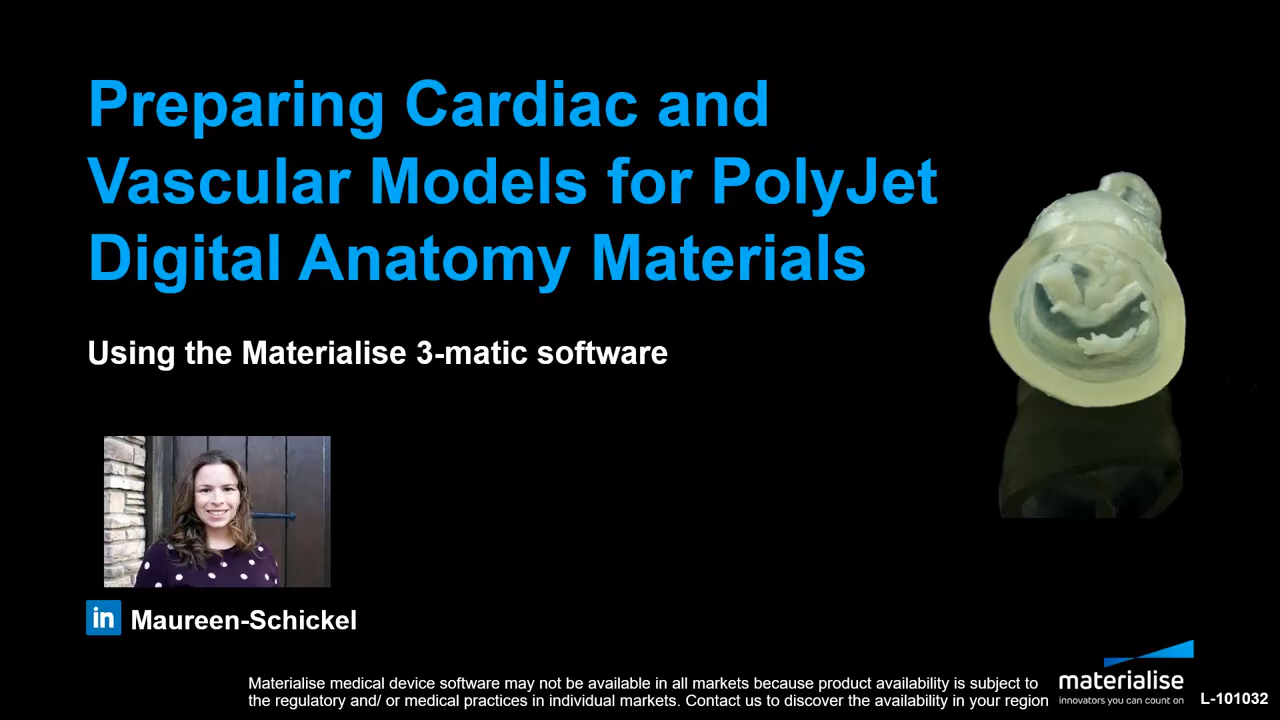 Preparing Cardiac and
Vascular Models for PolyJet
Digital Anatomy Materials
Using the Materialise 3-matic software
in Maureen-Schickel
Materialise medical device software may not be available in all markets because product availability is subject to
the regulatory and/ or medical practices in individual markets. Contact us to discover the availability in your region
materialise
innovators you can count on
L-101032